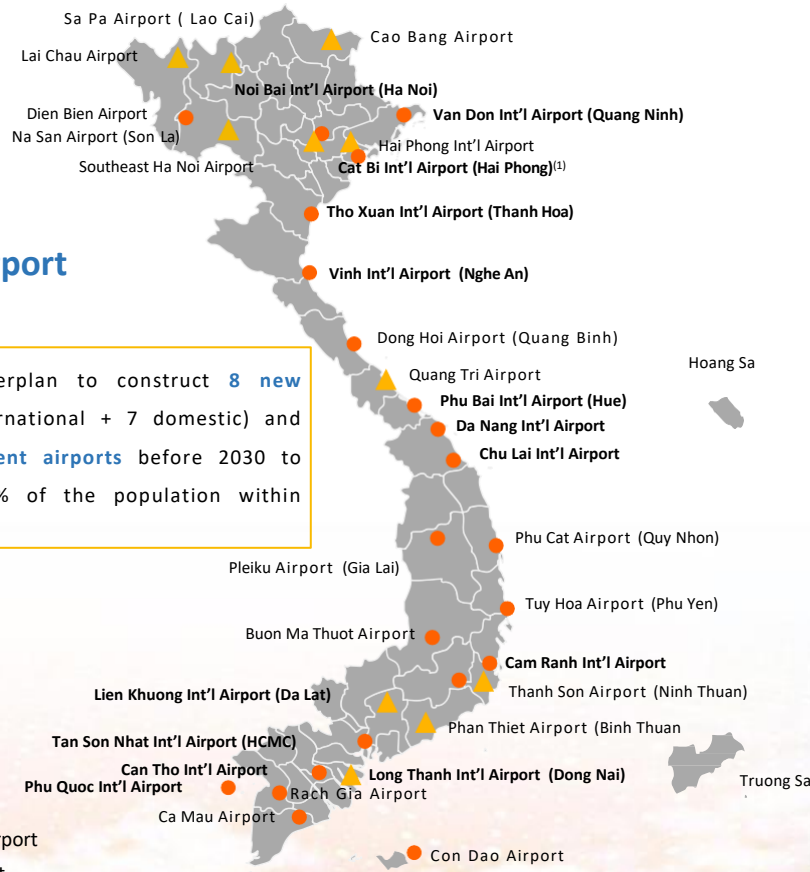 Sa Pa Airport ( Lao Cai)
Cao Bang Airport
Lai Chau Airport
Noi Bai Int'l Airport (Ha Noi)
Dien Bien Airport
Van Don Int'l Airport (Quang Ninh)
Na San Airport (Son La)
Hai Phong Int'l Airport
Southeast Ha Noi Airport
Cat Bi Int'l Airport (Hai Phong)(1)
Tho Xuan Int'l Airport (Thanh Hoa)
port
Vinh Int'l Airport (Nghe An)
Dong Hoi Airport (Quang Binh)
Hoang Sa
erplan to construct 8 new
rnational + 7 domestic) and
ent airports before 2030 to
% of the population within
Quang Tri Airport
Phu Bai Int'l Airport (Hue)
Da Nang Int'l Airport
Chu Lai Int'l Airport
Phu Cat Airport (Quy Nhon)
Pleiku Airport (Gia Lai)
Tuy Hoa Airport (Phu Yen)
Buon Ma Thuot Airport
Cam Ranh Int'l Airport
Lien Khuong Int'l Airport (Da Lat)
Thanh Son Airport (Ninh Thuan)
Phan Thiet Airport (Binh Thuan
Tan Son Nhat Int'l Airport (HCMC)
Can Tho Int'l Airport
Long Thanh Int'l Airport (Dong Nai)
Phu Quoc Int'l Airport
Rach Gia Airport
Truong Sa
Ca Mau Airport
rport
Con Dao Airport